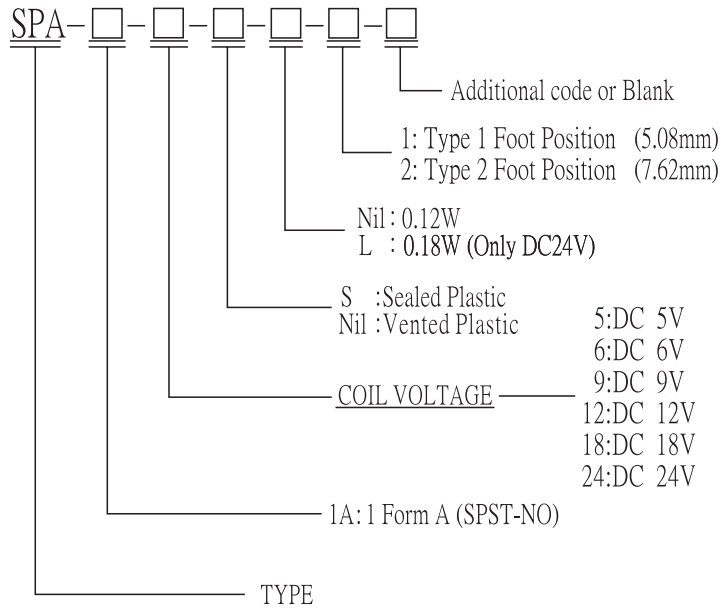 SPA-□-□-□-□-□-□
Additional code or Blank
1: Type 1 Foot Position (5.08mm)
2: Type 2 Foot Position (7.62mm)
Nil : 0.12W
L : 0.18W (Only DC24V)
S :Sealed Plastic
Nil :Vented Plastic
COIL VOLTAGE
5:DC 5V
6:DC 6V
9:DC 9V
12:DC 12V
18:DC 18V
24:DC 24V
1A: 1 Form A (SPST-NO)
TYPE